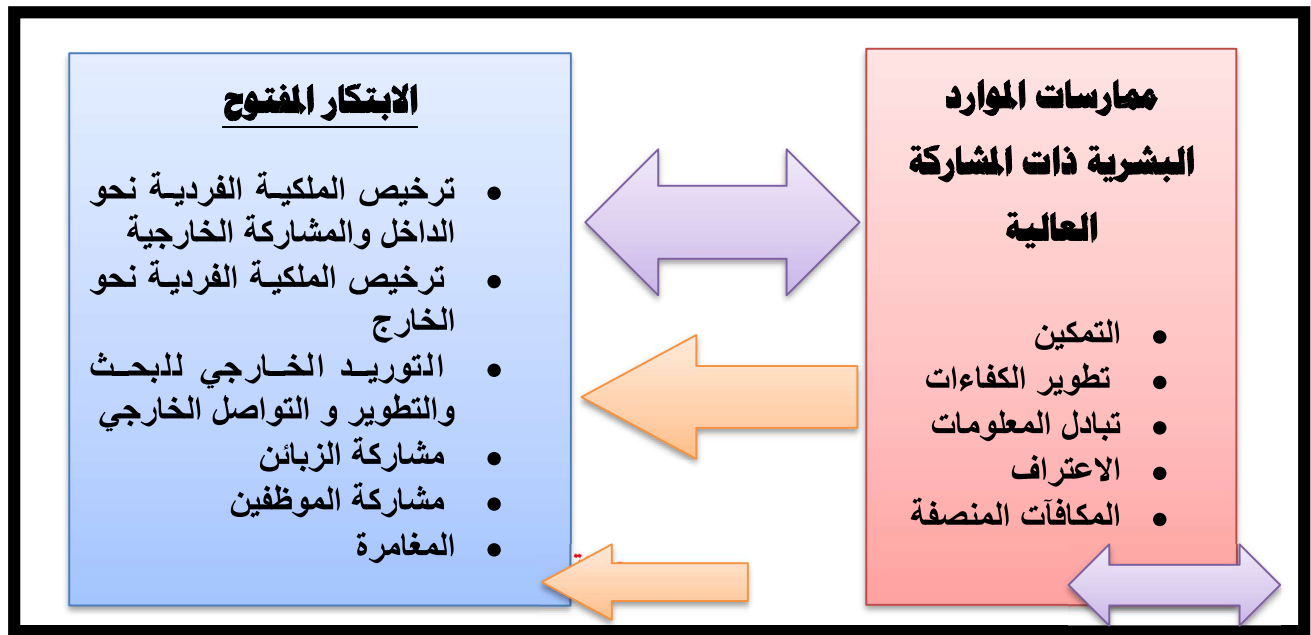 ممارسات الموارد
البشرية ذات المشاركة
العالية
• التمكين
• تطوير الكفاءات
• تبادل المعلومات
• الاعتراف
• المكافآت المنصفة
الابتكار المفتوح
• ترخيص الملكية الفردية نحو
الداخل والمشاركة الخارجية
• ترخيص الملكية الفردية نحو
الخارج
• التوريد الخارجي للبحث
والتطوير و التواصل الخارجي
• مشاركة الزبائن
• مشاركة الموظفين
• المغامرة